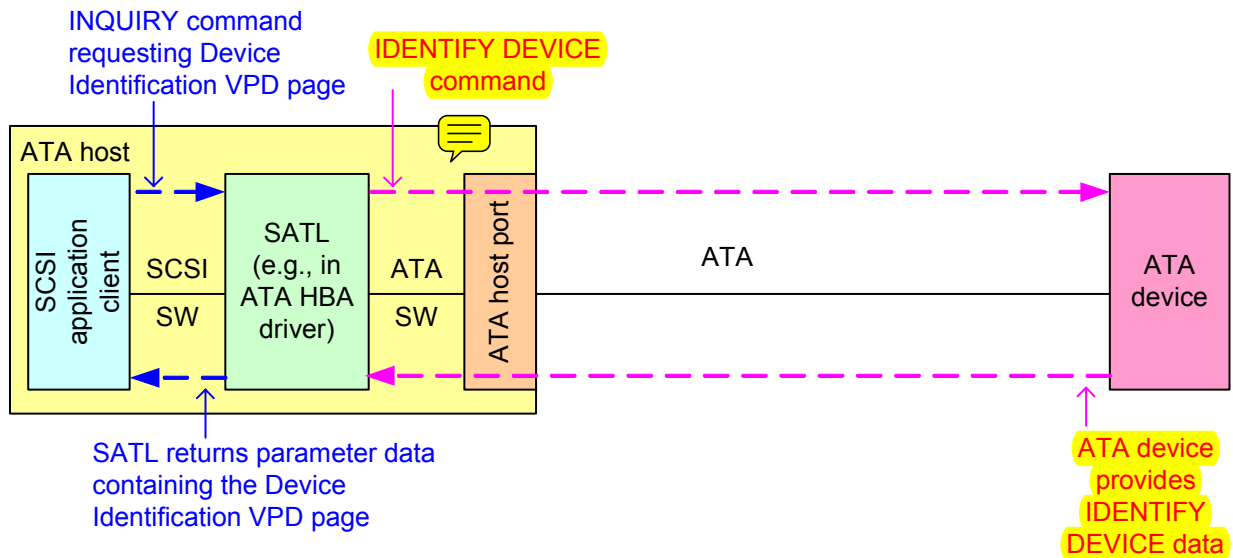 INQUIRY command
requesting Device
Identification VPD page
IDENTIFY DEVICE
command
ATA host
SCSI
application
client
SCSI
SW
SATL
(e.g., in
ATA HBA
driver)
ATA
SW
ATA host port
ATA
ATA
device
SATL returns parameter data
containing the Device
Identification VPD page
ATA device
provides
IDENTIFY
DEVICE data